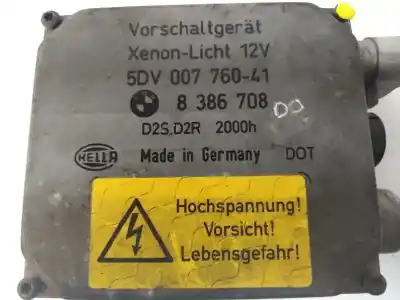 Vorschaltgerät
Xenon-Licht 12V
5DV 007 760-41
8 386 708
D2S,D2R 2000h
HELLA Made in Germany DOT
Hochspannung!
Vorsicht!
Lebensgefahr!